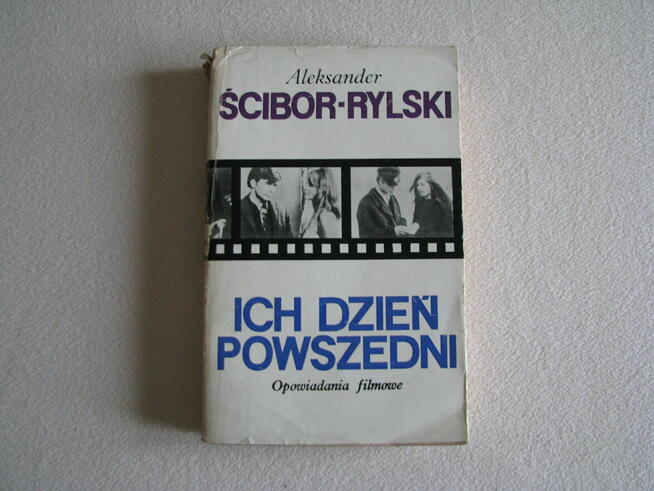 Aleksander
ŚCIBOR-RYLSKI
ICH DZIEŃ
POWSZEDNI
Opowiadania filmowe